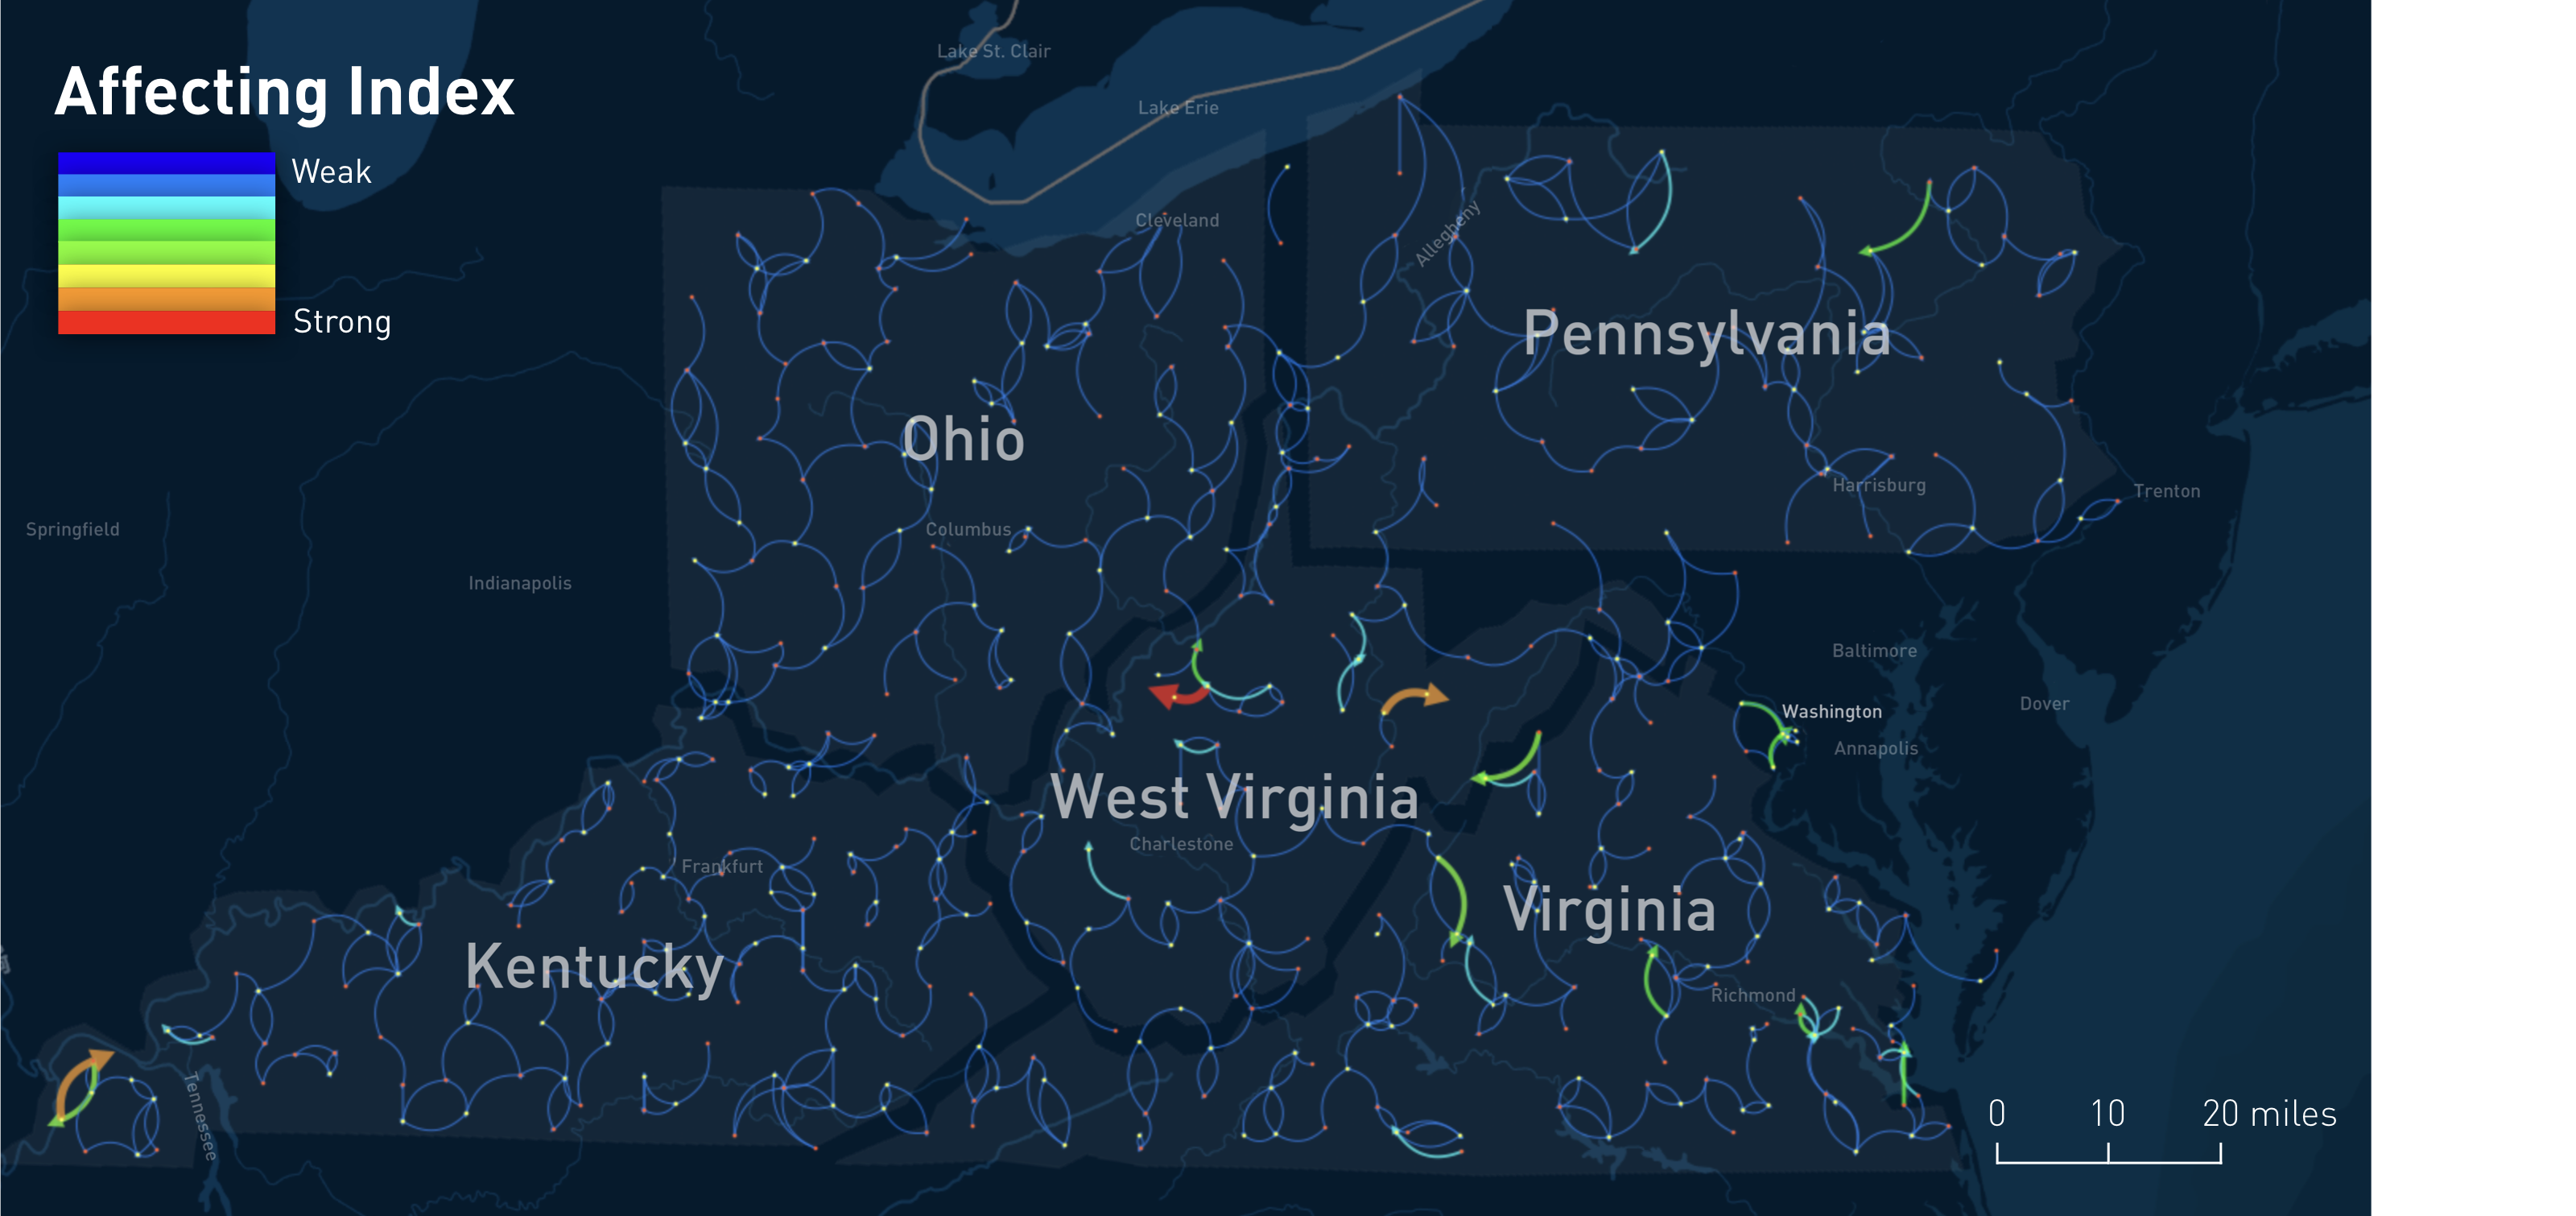 Affecting Index
Weak
Strong
Lake St. Clair
Lake Erie
Cleveland
Allegheny
Pennsylvania
Ohio
Harrisburg
Trenton
Springfield
Columbus
Indianapolis
Baltimore
Dover
Washington
Annapolis
West Virginia
Charlestone
Frankfurt
Virginia
Kentucky
Richmond
Tennessee
0 10 20 miles